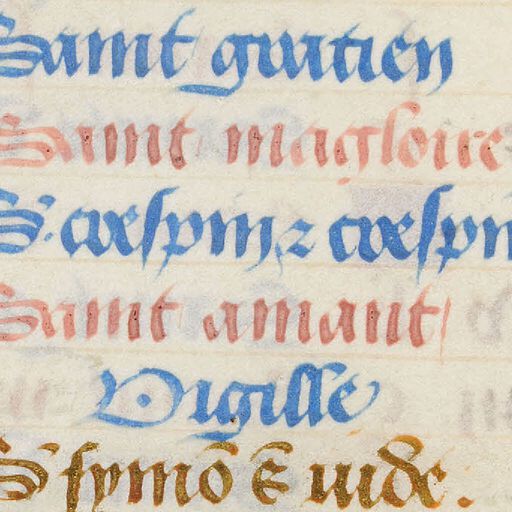 Saint gratien
Saint magloire
S. crespin ⁊ crespin
Saint amant
Vigille
S symō ⁊ iude.